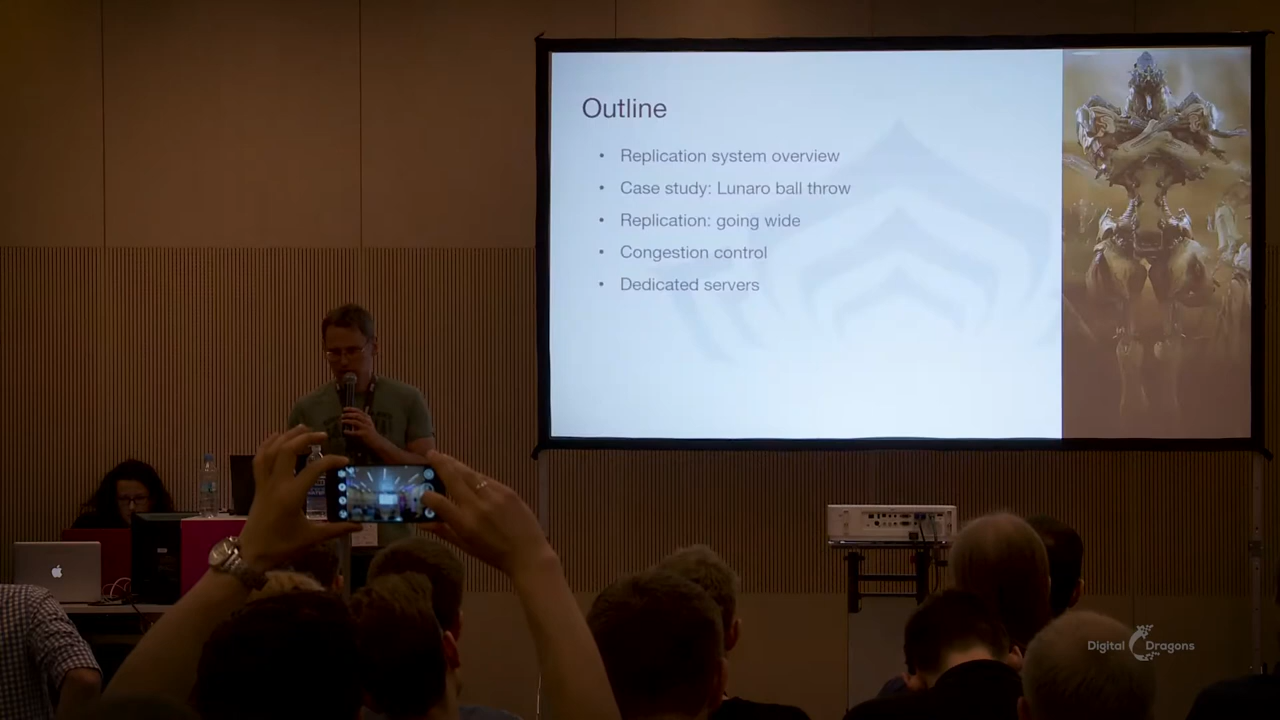 Outline
• Replication system overview
• Case study: Lunaro ball throw
• Replication: going wide
• Congestion control
• Dedicated servers
Digital Dragons